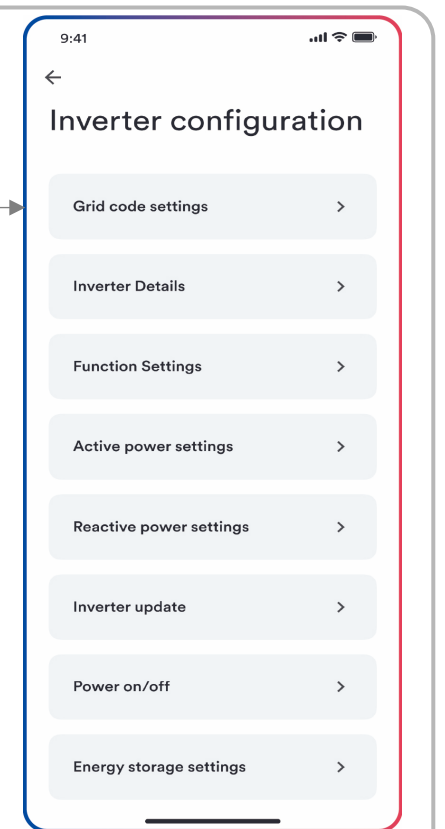 9:41
Inverter configuration
Grid code settings
Inverter Details
Function Settings
Active power settings
Reactive power settings
Inverter update
Power on/off
Energy storage settings